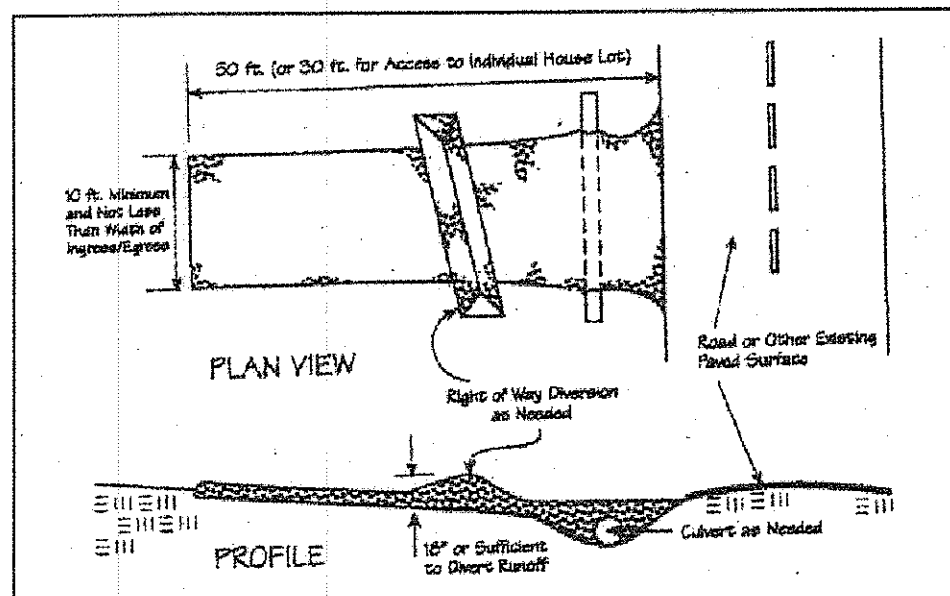 50 ft. (or 30 ft. for Access to Individual House Lot)
10 ft. Minimum
and Not Less
Than Width of
Ingress/Egress
PLAN VIEW
Right of Way Diversion
as Needed
Road or Other Existing
Paved Surface
18" or Sufficient
to Divert Runoff
Culvert as Needed
PROFILE